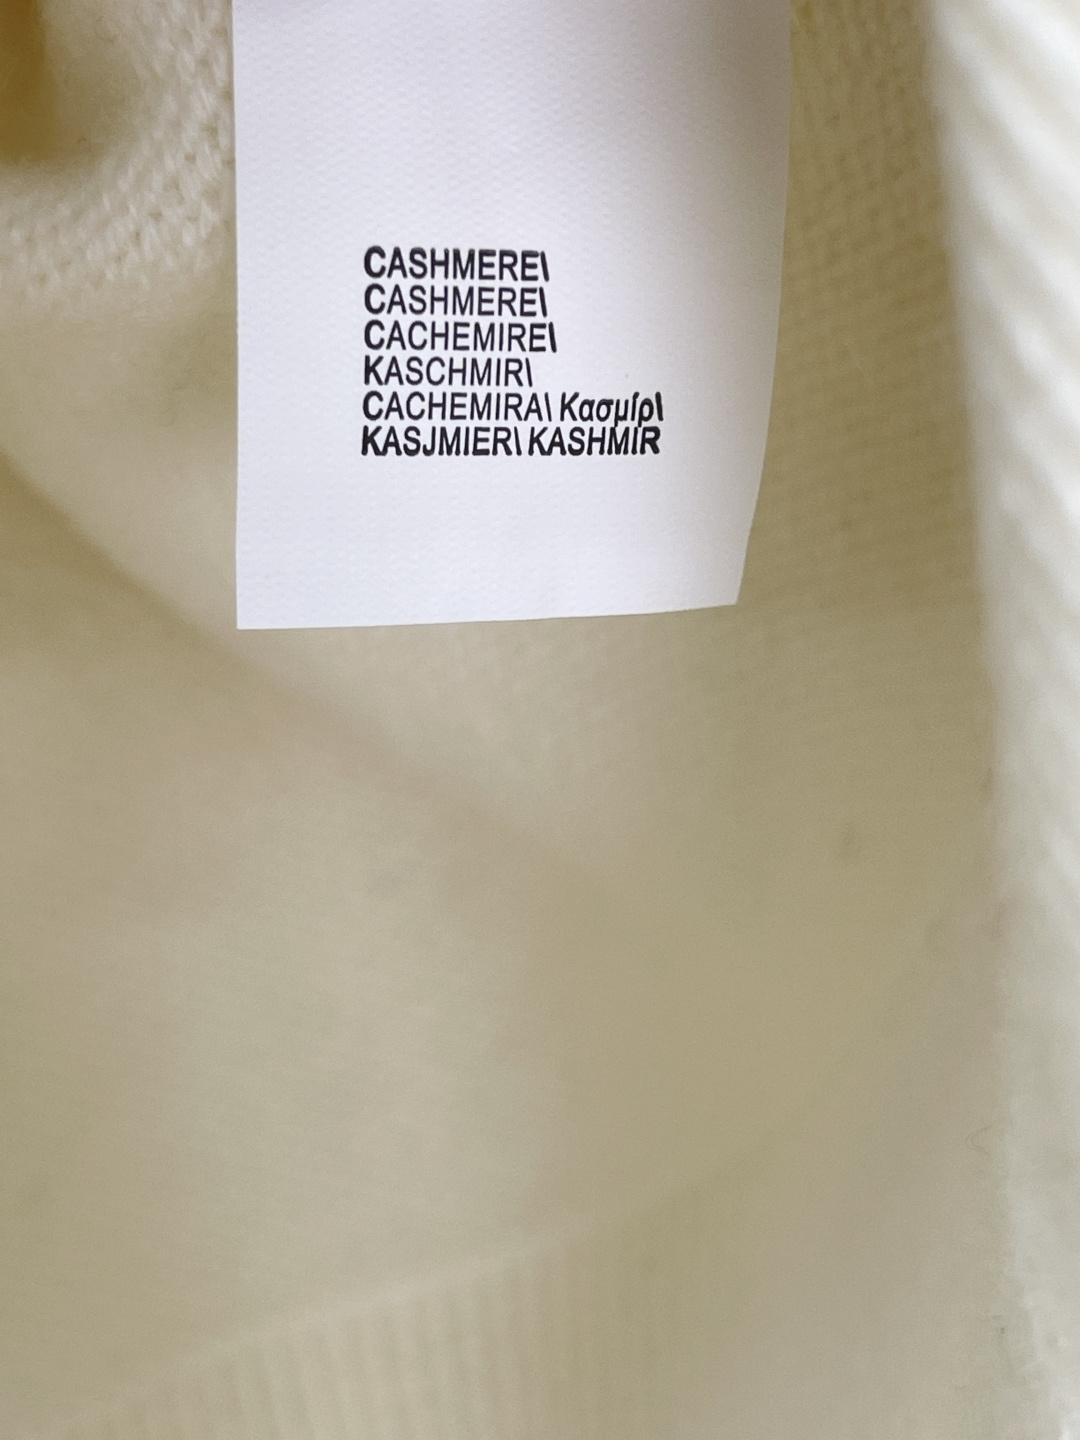 CASHMERE\
CASHMERE\
CACHEMIRE\
KASCHMIR\
CACHEMIRA\ Κασμίρ\
KASJMIER\ KASHMIR